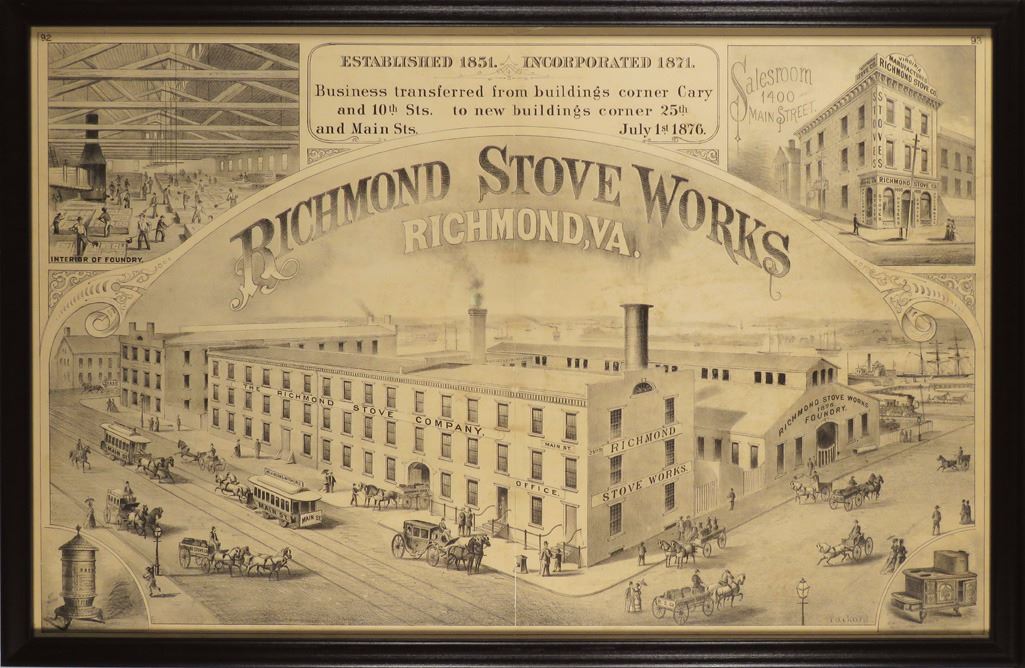 92
93
ESTABLISHED 1851. INCORPORATED 1871.
Business transferred from buildings corner Cary
and 10th Sts. to new buildings corner 25th
and Main Sts. July 1st 1876.
Salesroom
1400
MAIN STREET.
MANUFACTURED
RICHMOND STOVE CO.
STOVES
RICHMOND STOVE CO.
INTERIOR OF FOUNDRY.
RICHMOND STOVE WORKS
RICHMOND, VA.
THE RICHMOND STOVE COMPANY.
MAIN ST.
OFFICE.
25th
RICHMOND
STOVE WORKS.
RICHMOND STOVE WORKS
1876
FOUNDRY.
MAIN ST.
MAIN ST